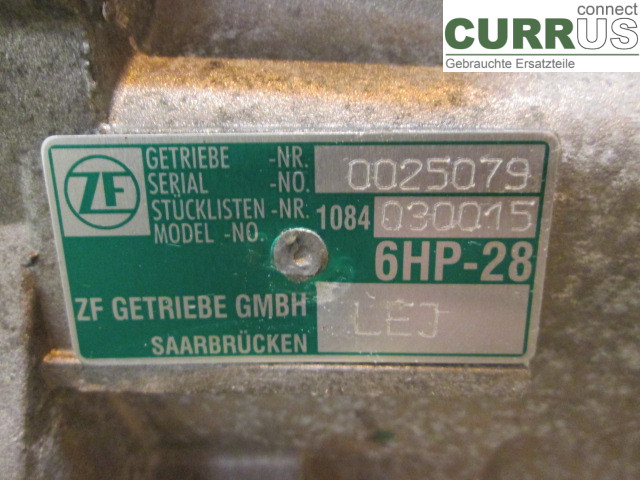 connect
CURRUS
Gebrauchte Ersatzteile
ZF
GETRIEBE -NR.
SERIAL -NO. 0025079
STÜCKLISTEN -NR. 1084 030015
MODEL -NO.
6HP-28
ZF GETRIEBE GMBH LEJ
SAARBRÜCKEN